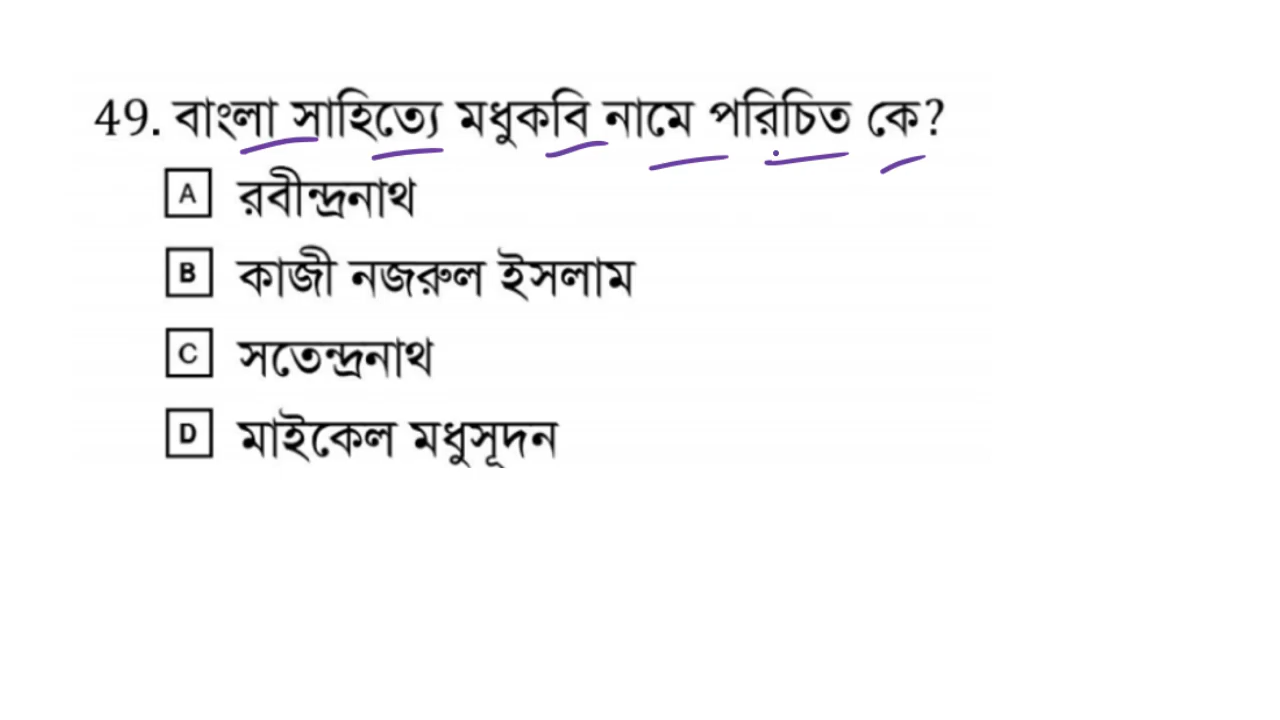 49. বাংলা সাহিত্যে মধুকবি নামে পরিচিত কে?
A রবীন্দ্রনাথ
B কাজী নজরুল ইসলাম
C সতেন্দ্রনাথ
D মাইকেল মধুসূদন